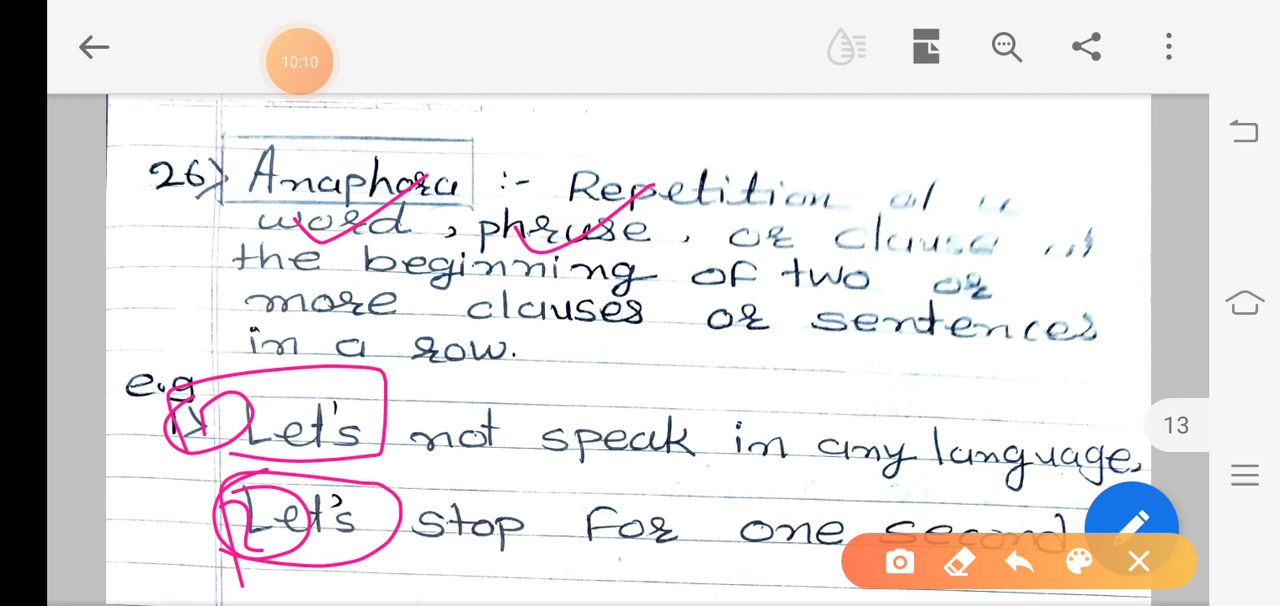 10:10
26) Anaphora :- Repetition of a
word, phrase, or clause at
the beginning of two or
more clauses or sentences
in a row.
e.g
1) Let's not speak in any language.
Let's stop for one second
13